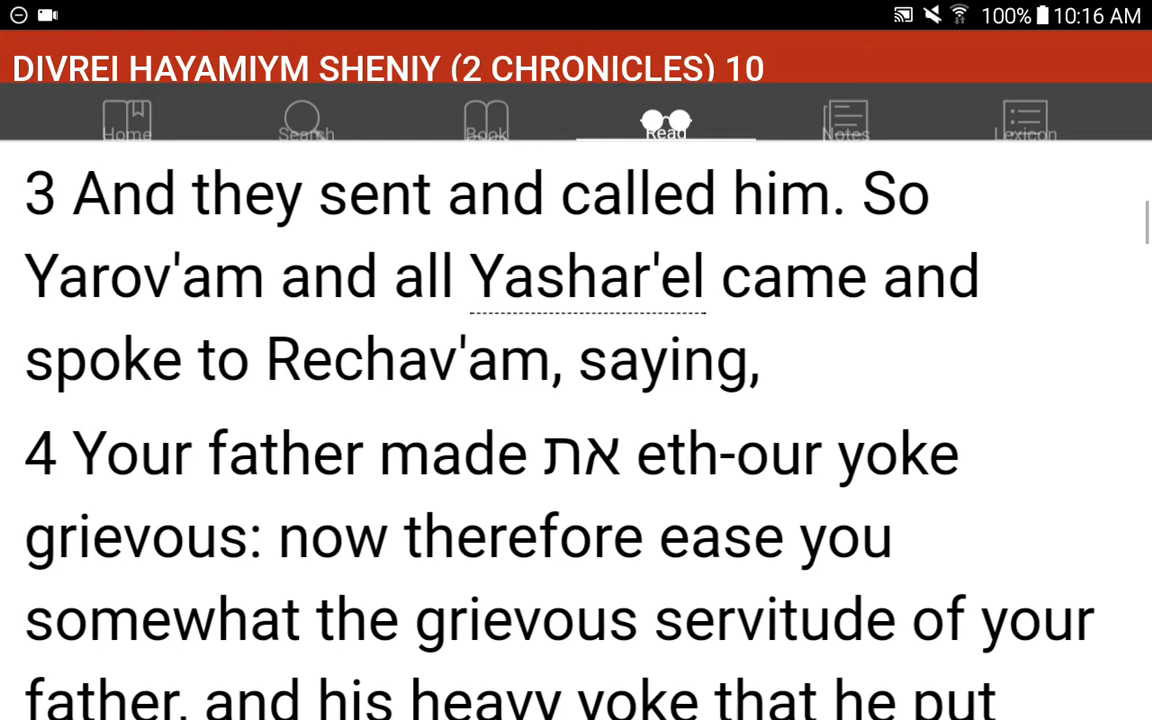 100% 10:16 AM
DIVREI HAYAMIYM SHENIY (2 CHRONICLES) 10
Home Search Book Read Notes Lexicon
3 And they sent and called him. So
Yarov'am and all Yashar'el came and
spoke to Rechav'am, saying,
4 Your father made את eth-our yoke
grievous: now therefore ease you
somewhat the grievous servitude of your
father, and his heavy yoke that he put